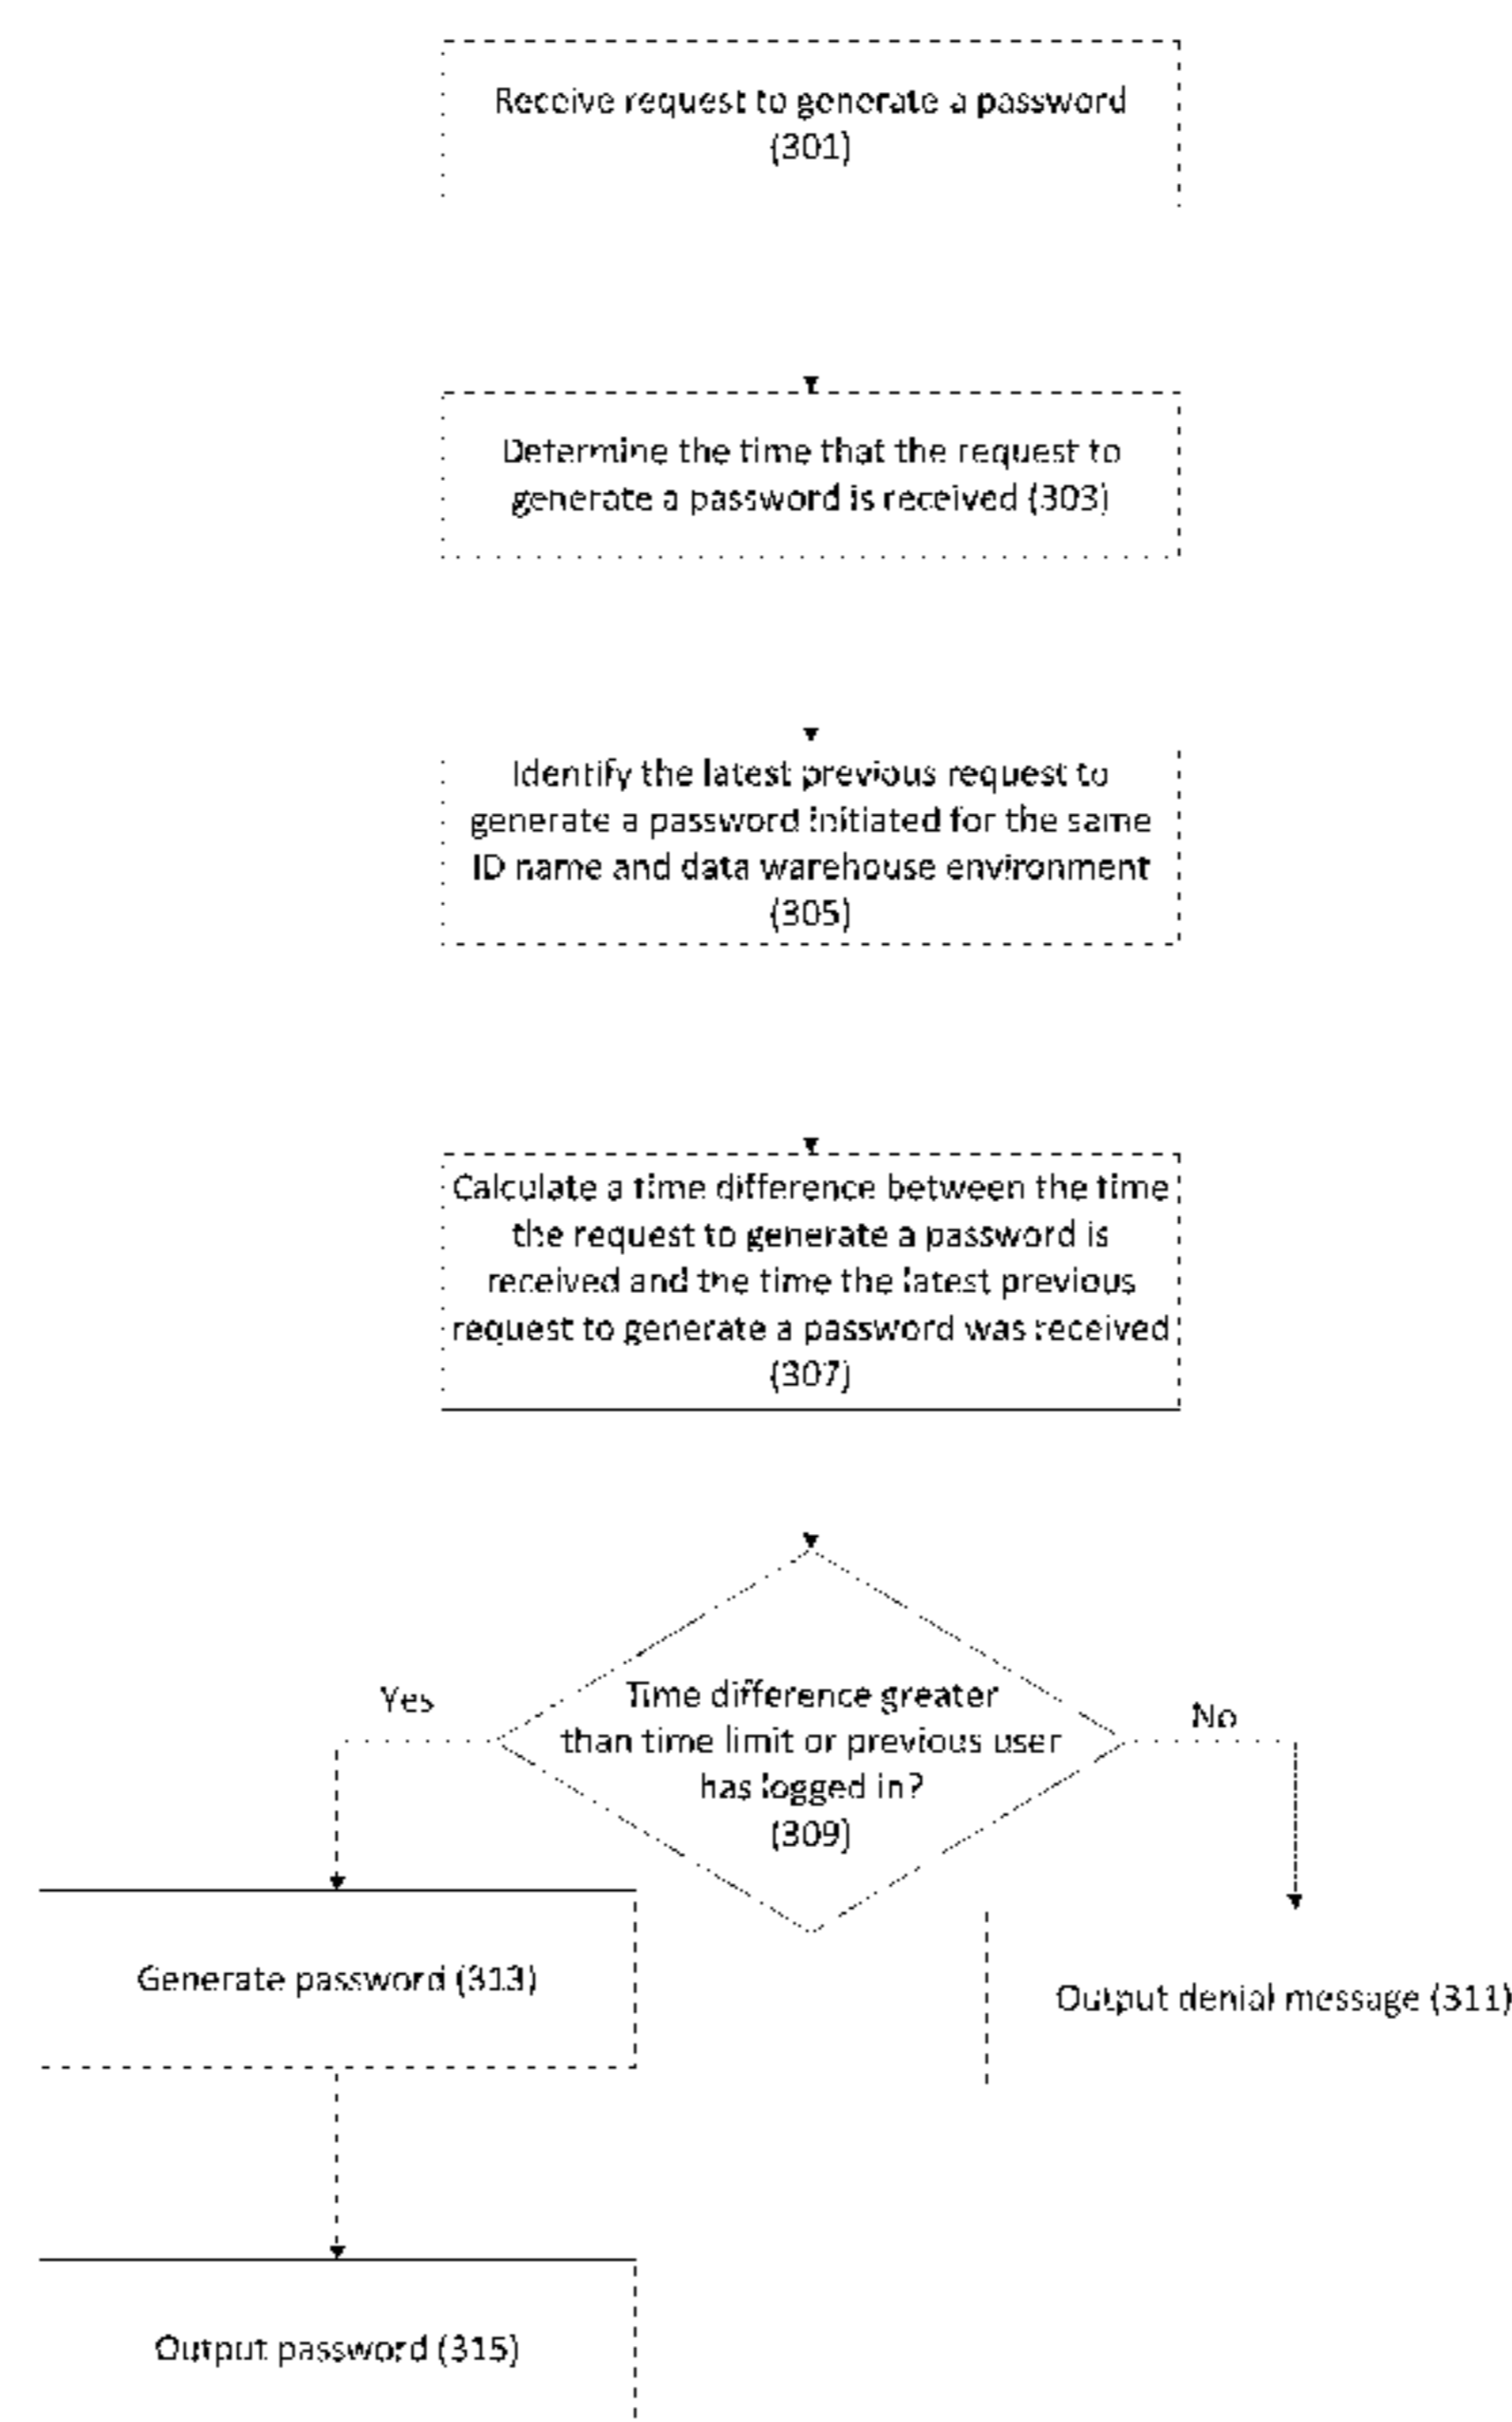 Receive request to generate a password
(301)
Determine the time that the request to
generate a password is received (303)
Identify the latest previous request to
generate a password initiated for the same
ID name and data warehouse environment
(305)
Calculate a time difference between the time
the request to generate a password is
received and the time the latest previous
request to generate a password was received
(307)
Time difference greater
than time limit or previous user
has logged in?
(309)
Yes
No
Generate password (313)
Output denial message (311)
Output password (315)